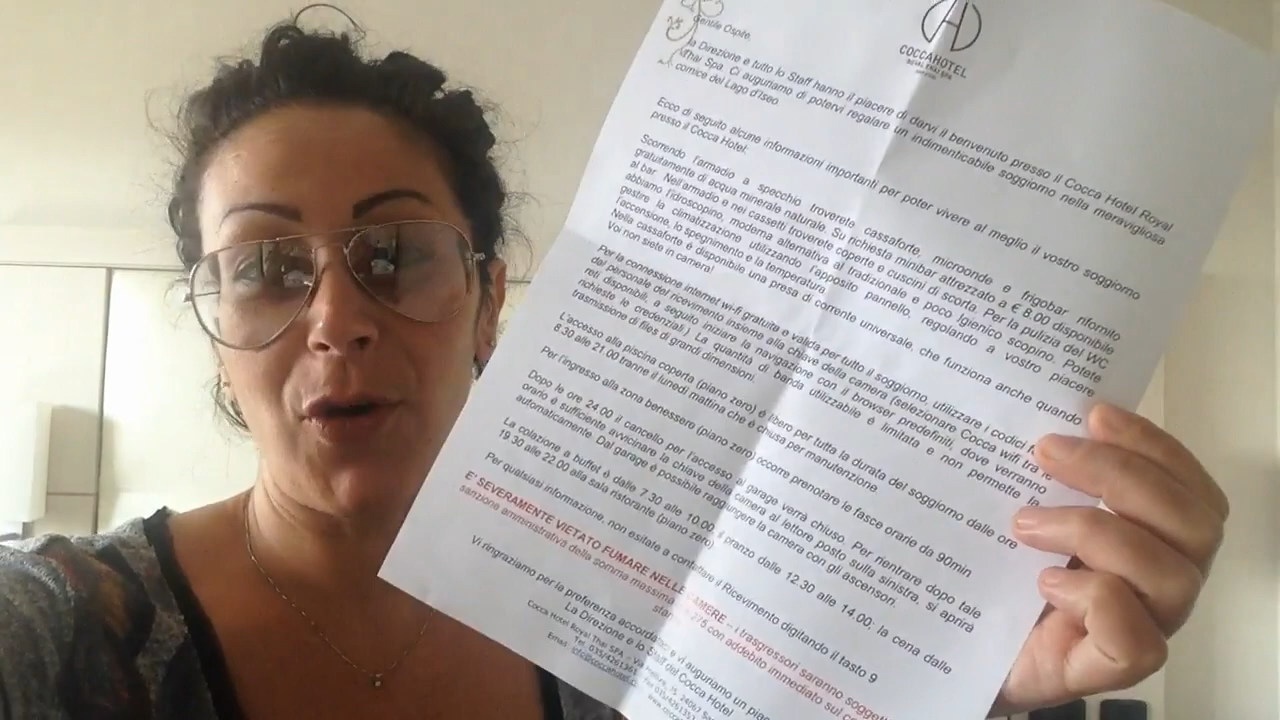 COCCAHOTEL
ROYAL THAI SPA
Gentile Ospite,
la Direzione e tutto lo Staff hanno il piacere di darvi il benvenuto presso il Cocca Hotel Royal
Thai Spa. Ci auguriamo di potervi regalare un indimenticabile soggiorno nella meravigliosa
cornice del Lago d'Iseo.
Ecco di seguito alcune informazioni importanti per poter vivere al meglio il vostro soggiorno
presso il Cocca Hotel:
Scorrendo l'armadio a specchio troverete cassaforte, microonde e frigobar rifornito
gratuitamente di acqua minerale naturale. Su richiesta minibar attrezzato a € 8.00 disponibile
al bar. Nell'armadio e nei cassetti troverete coperte e cuscini di scorta. Per la pulizia del WC
abbiamo l'idroscopino, moderna alternativa al tradizionale e poco igienico scopino. Potete
gestire la climatizzazione utilizzando l'apposito pannello, regolando a vostro piacere
l'accensione, lo spegnimento e la temperatura.
Nella cassaforte è disponibile una presa di corrente universale, che funziona anche quando
Voi non siete in camera!
Per la connessione internet wi-fi gratuita e valida per tutto il soggiorno, utilizzare i codici
dal personale del ricevimento insieme alla chiave della camera (selezionare Cocca wifi tra le
reti disponibili, a seguito iniziare la navigazione con il browser predefinito, dove verranno
richieste le credenziali.) La quantità di banda utilizzabile è limitata e non permette la
trasmissione di files di grandi dimensioni.
L'accesso alla piscina coperta (piano zero) è libero per tutta la durata del soggiorno dalle ore
8.30 alle 21.00 tranne il lunedì mattina che è chiusa per manutenzione.
Per l'ingresso alla zona benessere (piano zero) occorre prenotare le fasce orarie da 90min
Dopo le ore 24.00 il cancello per l'accesso al garage verrà chiuso. Per rientrare dopo tale
orario è sufficiente avvicinare la chiave della camera al lettore posto sulla sinistra, si aprirà
automaticamente. Dal garage è possibile raggiungere la camera con gli ascensori.
La colazione a buffet è dalle 7.30 alle 10.00, il pranzo dalle 12.30 alle 14.00; la cena dalle
19.30 alle 22.00 alla sala ristorante (piano zero)
Per qualsiasi informazione, non esitate a contattare il Ricevimento digitando il tasto 9
E' SEVERAMENTE VIETATO FUMARE NELLE CAMERE – i trasgressori saranno soggetti
sanzione amministrativa della somma massima 275 con addebito immediato sul
Vi ringraziamo per la preferenza accordataci e vi auguriamo un
La Direzione e lo Staff del Cocca Hotel
Cocca Hotel Royal Thai SPA
Tel. 035/4261361
Email: